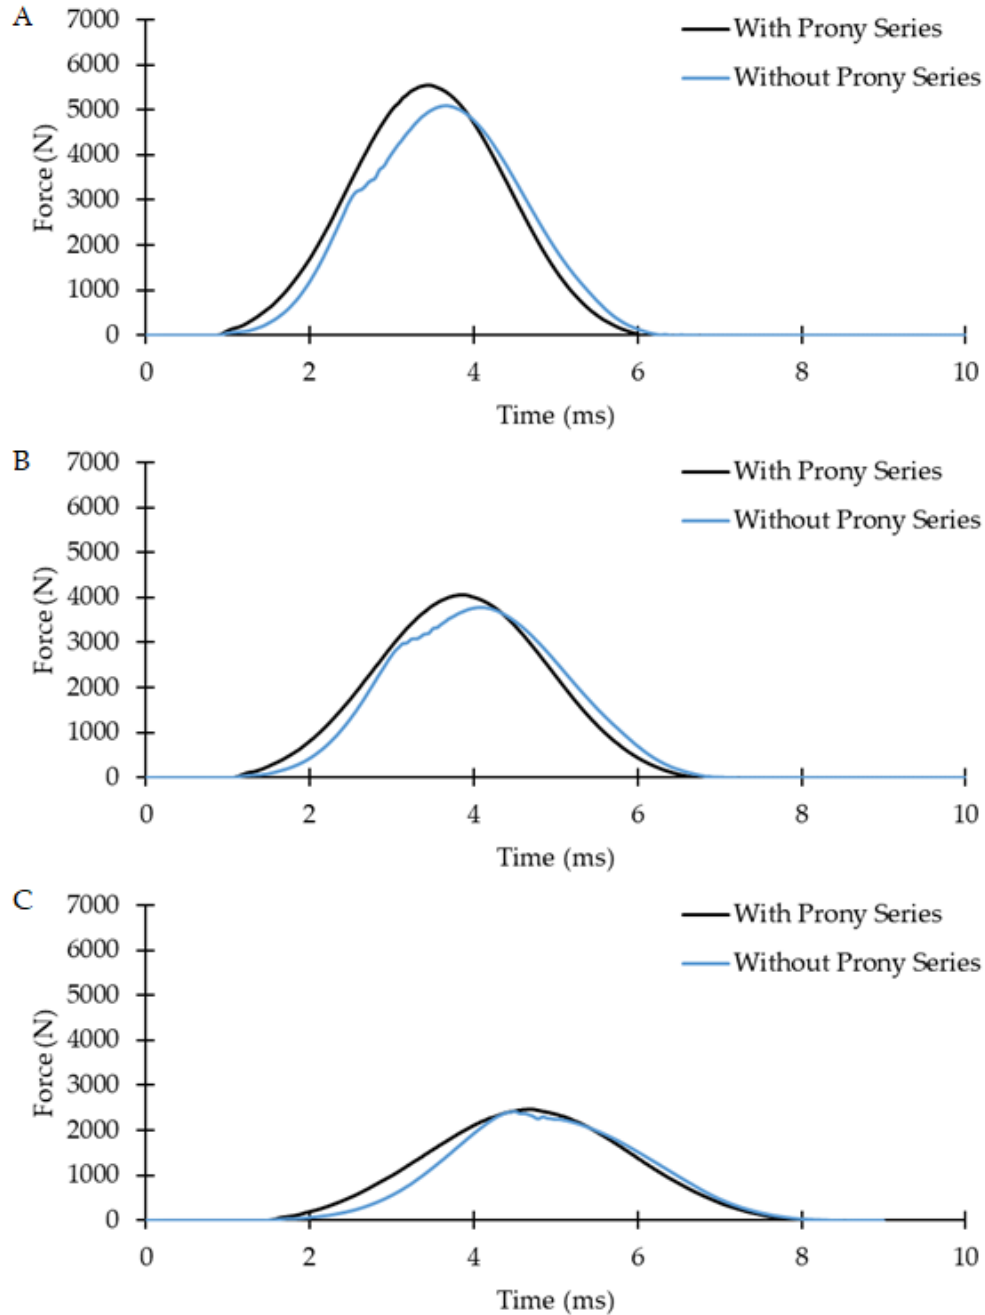 A
7000
With Prony Series
6000
Without Prony Series
5000
4000
3000
2000
1000
0
Force (N)
0 2 4 6 8 10
Time (ms)
B
7000
With Prony Series
6000
Without Prony Series
5000
4000
3000
2000
1000
0
Force (N)
0 2 4 6 8 10
Time (ms)
C
7000
With Prony Series
6000
Without Prony Series
5000
4000
3000
2000
1000
0
Force (N)
0 2 4 6 8 10
Time (ms)